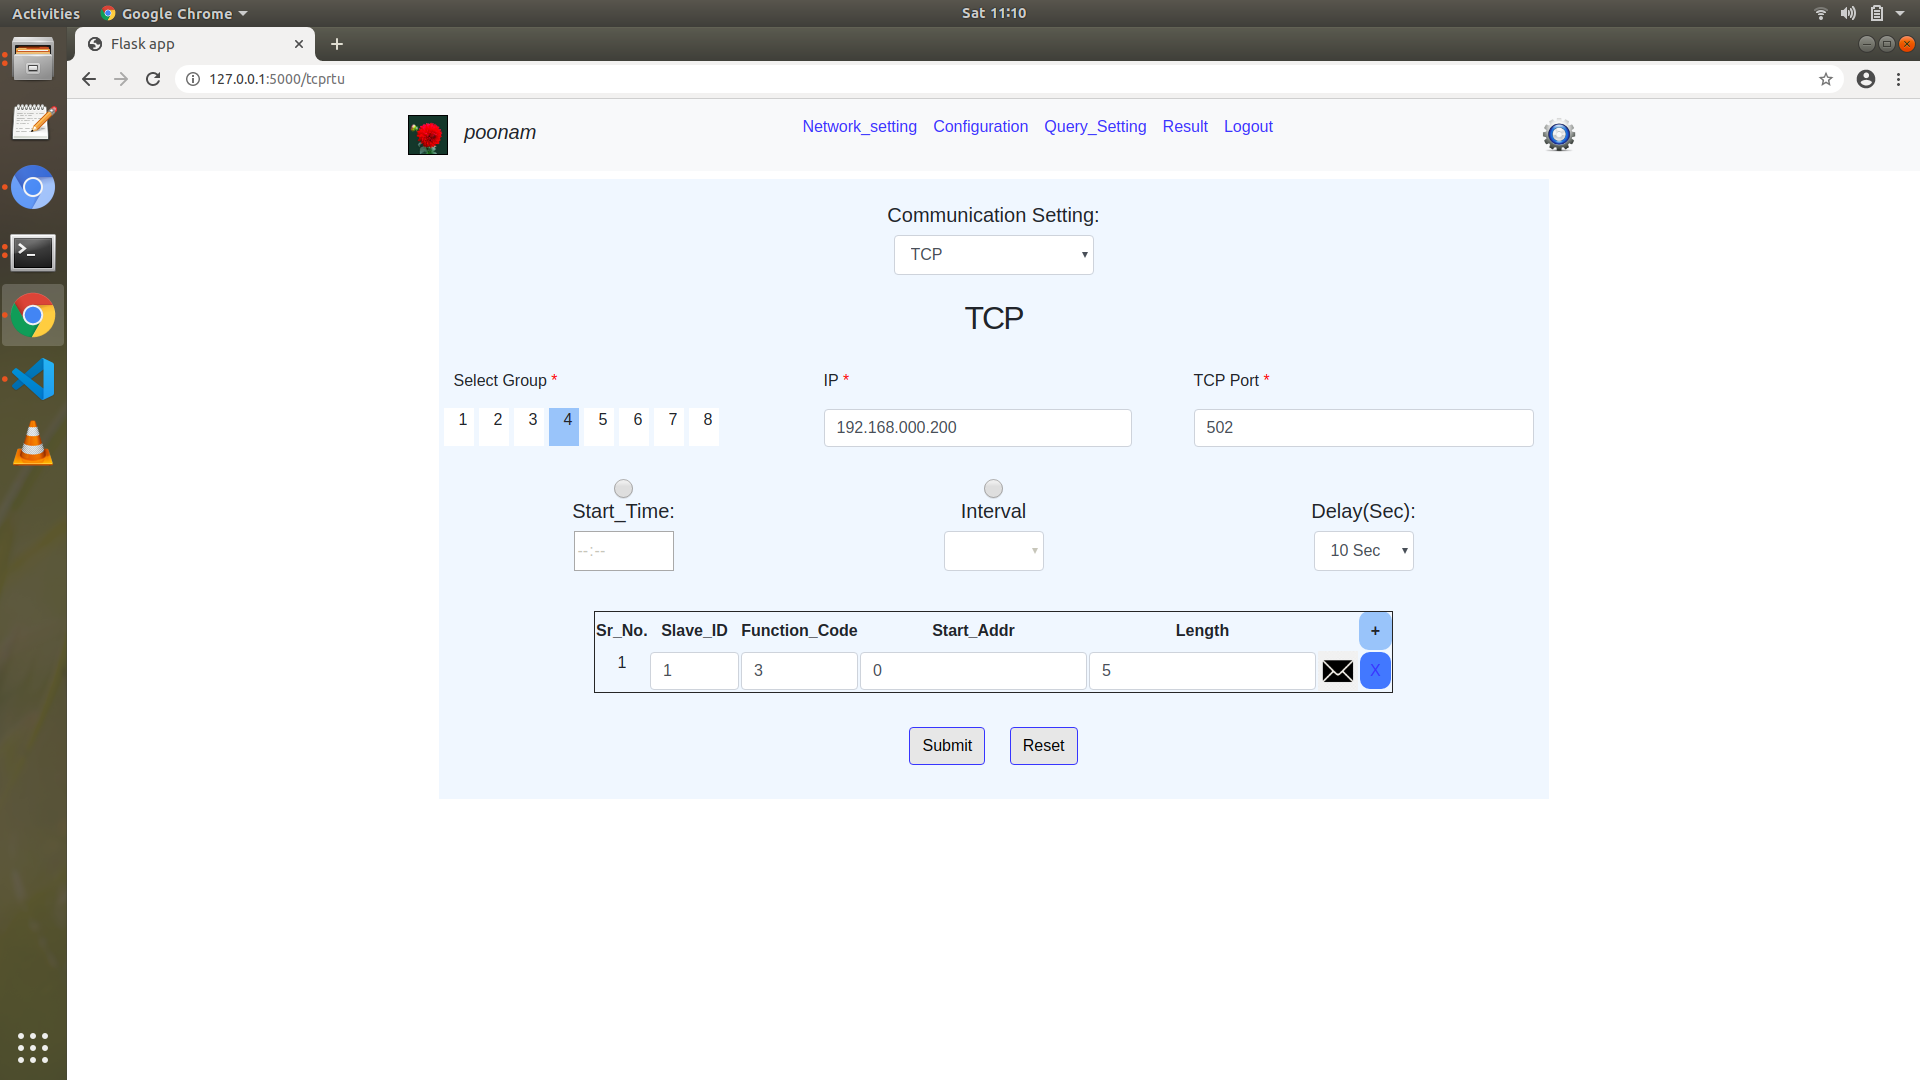 Activities Google Chrome Sat 11:10
Flask app
127.0.0.1:5000/tcprtu
poonam Network_setting Configuration Query_Setting Result Logout
Communication Setting:
TCP
TCP
Select Group * IP * TCP Port *
1 2 3 4 5 6 7 8 192.168.000.200 502
Start_Time: Interval Delay(Sec):
--:-- 10 Sec
Sr_No. Slave_ID Function_Code Start_Addr Length +
1 1 3 0 5 X
Submit Reset